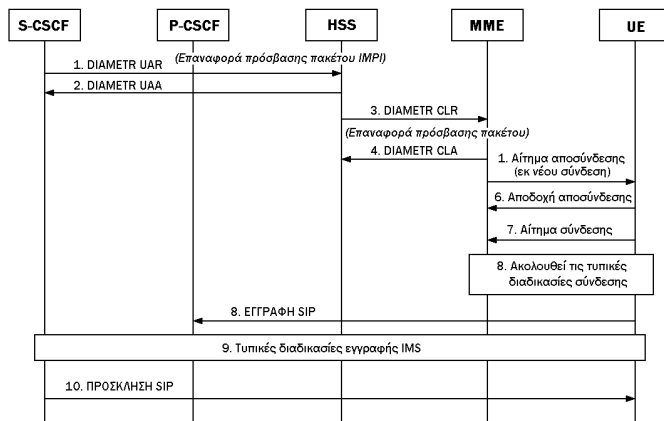 S-CSCF P-CSCF HSS MME UE
(Επαναφορά πρόσβασης πακέτου IMPI)
1. DIAMETR UAR
2. DIAMETR UAA
3. DIAMETR CLR
(Επαναφορά πρόσβασης πακέτου)
4. DIAMETR CLA
1. Αίτημα αποσύνδεσης
(εκ νέου σύνδεση)
6. Αποδοχή αποσύνδεσης
7. Αίτημα σύνδεσης
8. Ακολουθεί τις τυπικές
διαδικασίες σύνδεσης
8. ΕΓΓΡΑΦΗ SIP
9. Τυπικές διαδικασίες εγγραφής IMS
10. ΠΡΟΣΚΛΗΣΗ SIP